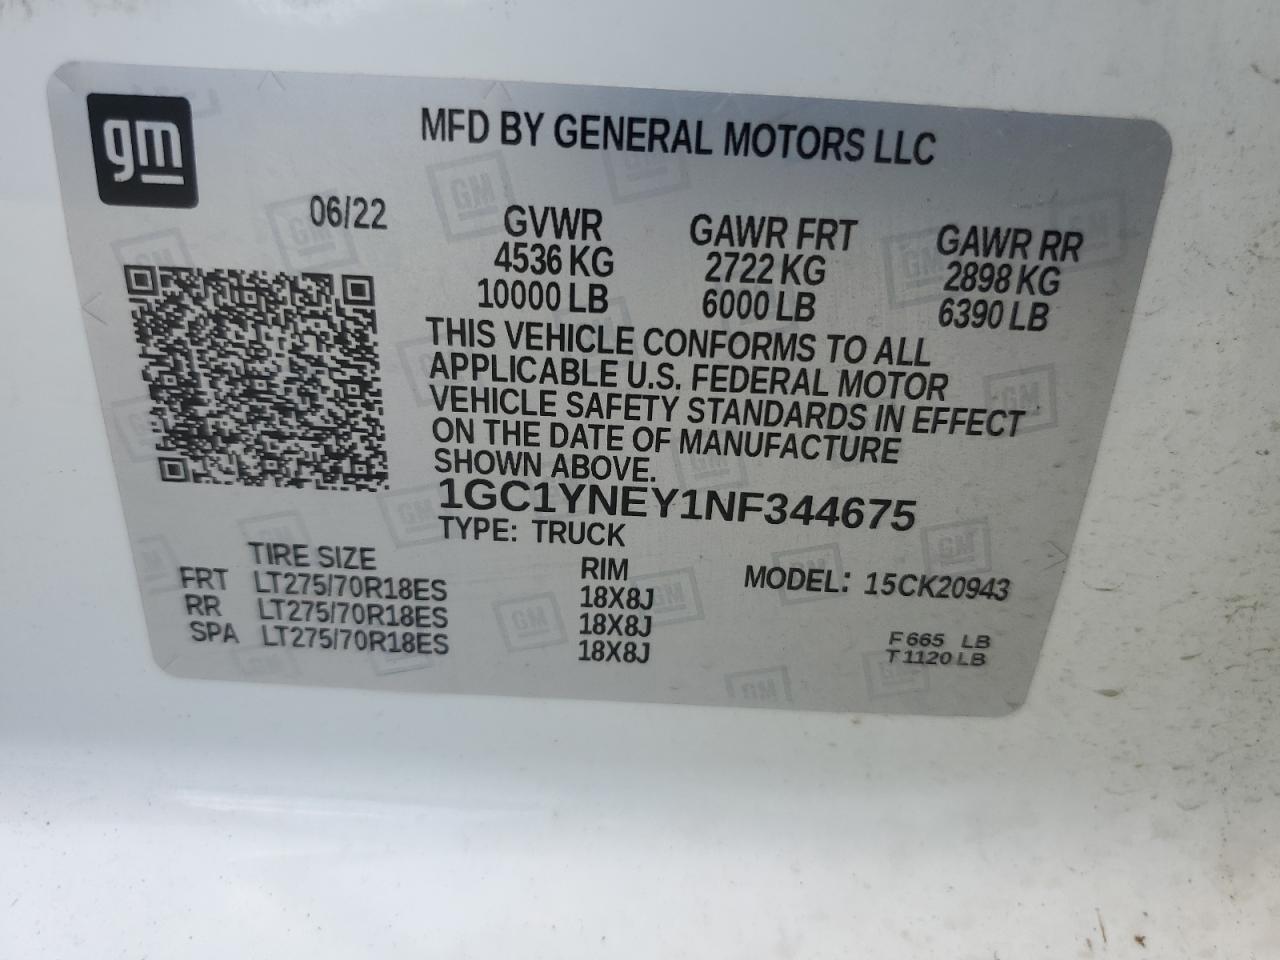 gm
MFD BY GENERAL MOTORS LLC
06/22
GVWR GAWR FRT GAWR RR
4536 KG 2722 KG 2898 KG
10000 LB 6000 LB 6390 LB
THIS VEHICLE CONFORMS TO ALL
APPLICABLE U.S. FEDERAL MOTOR
VEHICLE SAFETY STANDARDS IN EFFECT
ON THE DATE OF MANUFACTURE
SHOWN ABOVE.
1GC1YNEY1NF344675
TYPE: TRUCK
TIRE SIZE RIM MODEL: 15CK20943
FRT LT275/70R18ES 18X8J
RR LT275/70R18ES 18X8J
SPA LT275/70R18ES 18X8J
F 665 LB
T 1120 LB